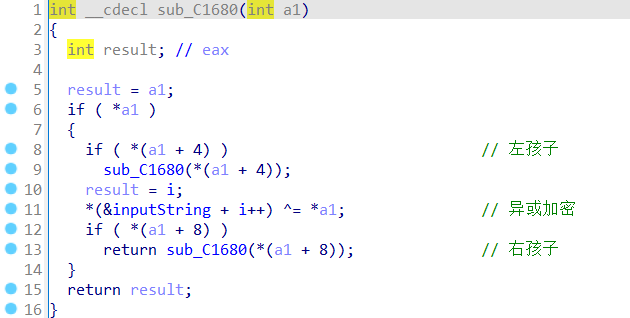 1 int __cdecl sub_C1680(int a1)
2 {
3 int result; // eax
4
5 result = a1;
6 if ( *a1 )
7 {
8 if ( *(a1 + 4) ) // 左孩子
9 sub_C1680(*(a1 + 4));
10 result = i;
11 *(&inputString + i++) ^= *a1; // 异或加密
12 if ( *(a1 + 8) )
13 return sub_C1680(*(a1 + 8)); // 右孩子
14 }
15 return result;
16 }